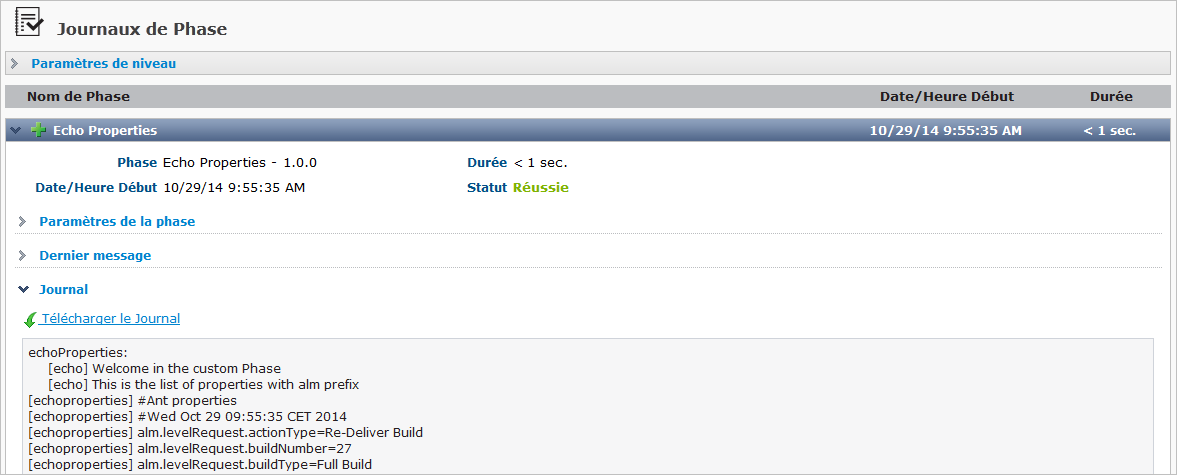 Journaux de Phase
Paramètres de niveau
Nom de Phase Date/Heure Début Durée
Echo Properties 10/29/14 9:55:35 AM < 1 sec.
Phase Echo Properties - 1.0.0 Durée < 1 sec.
Date/Heure Début 10/29/14 9:55:35 AM Statut Réussie
Paramètres de la phase
Dernier message
Journal
Télécharger le Journal
echoProperties:
[echo] Welcome in the custom Phase
[echo] This is the list of properties with alm prefix
[echoproperties] #Ant properties
[echoproperties] #Wed Oct 29 09:55:35 CET 2014
[echoproperties] alm.levelRequest.actionType=Re-Deliver Build
[echoproperties] alm.levelRequest.buildNumber=27
[echoproperties] alm.levelRequest.buildType=Full Build